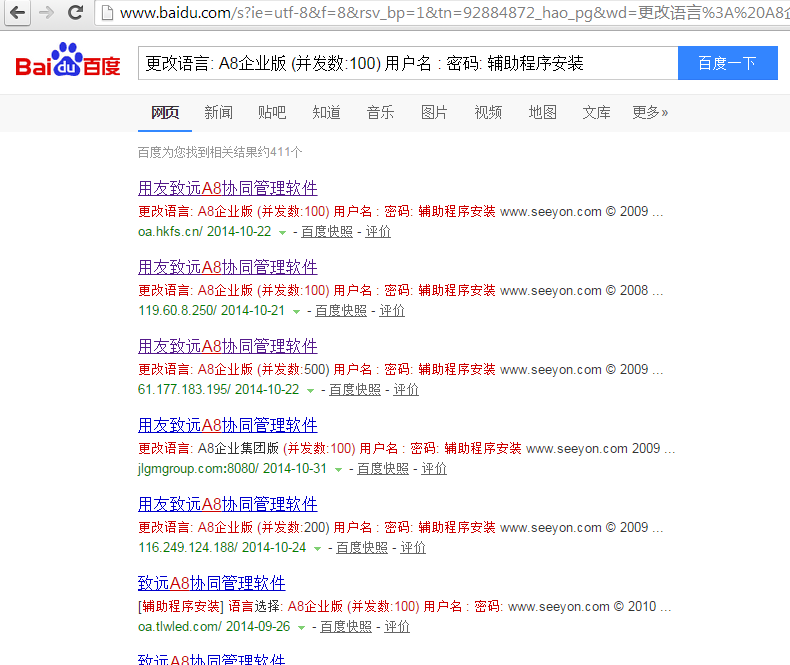 www.baidu.com/s?ie=utf-8&f=8&rsv_bp=1&tn=92884872_hao_pg&wd=更改语言%3A%20A8企
Bai du 百度 更改语言: A8企业版 (并发数:100) 用户名 : 密码: 辅助程序安装 百度一下
网页 新闻 贴吧 知道 音乐 图片 视频 地图 文库 更多»
百度为您找到相关结果约411个
用友致远A8协同管理软件
更改语言: A8企业版 (并发数:100) 用户名 : 密码: 辅助程序安装 www.seeyon.com © 2009 ...
oa.hkfs.cn/ 2014-10-22 - 百度快照 - 评价
用友致远A8协同管理软件
更改语言: A8企业版 (并发数:100) 用户名 : 密码: 辅助程序安装 www.seeyon.com © 2008 ...
119.60.8.250/ 2014-10-21 - 百度快照 - 评价
用友致远A8协同管理软件
更改语言: A8企业版 (并发数:500) 用户名 : 密码: 辅助程序安装 www.seeyon.com © 2009 ...
61.177.183.195/ 2014-10-22 - 百度快照 - 评价
用友致远A8协同管理软件
更改语言: A8企业集团版 (并发数:100) 用户名 : 密码: 辅助程序安装 www.seeyon.com 2009 ...
jlgmgroup.com:8080/ 2014-10-31 - 百度快照 - 评价
用友致远A8协同管理软件
更改语言: A8企业版 (并发数:200) 用户名 : 密码: 辅助程序安装 www.seeyon.com © 2009 ...
116.249.124.188/ 2014-10-24 - 百度快照 - 评价
致远A8协同管理软件
[辅助程序安装] 语言选择: A8企业版 (并发数:100) 用户名 : 密码: www.seeyon.com © 2010 ...
oa.tlwled.com/ 2014-09-26 - 百度快照 - 评价
致远A8协同管理软件